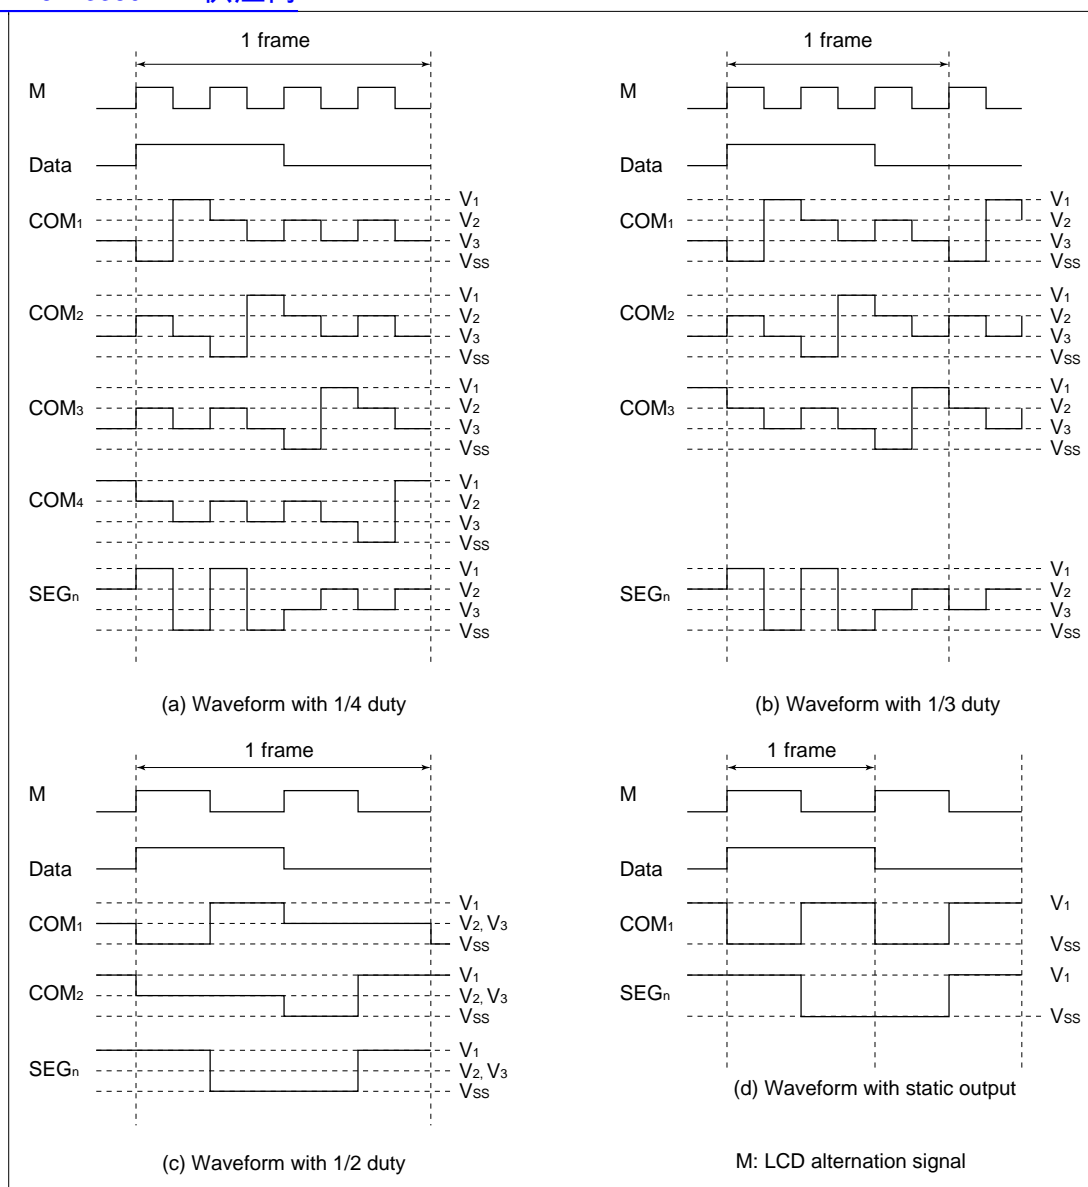 1 frame
M
Data
COM1
V1
V2
V3
VSS
COM2
V1
V2
V3
VSS
COM3
V1
V2
V3
VSS
COM4
V1
V2
V3
VSS
SEGn
V1
V2
V3
VSS
(a) Waveform with 1/4 duty
1 frame
M
Data
COM1
V1
V2
V3
VSS
COM2
V1
V2
V3
VSS
COM3
V1
V2
V3
VSS
SEGn
V1
V2
V3
VSS
(b) Waveform with 1/3 duty
1 frame
M
Data
COM1
V1
V2, V3
VSS
COM2
V1
V2, V3
VSS
SEGn
V1
V2, V3
VSS
(c) Waveform with 1/2 duty
1 frame
M
Data
COM1
V1
VSS
SEGn
V1
VSS
(d) Waveform with static output
M: LCD alternation signal